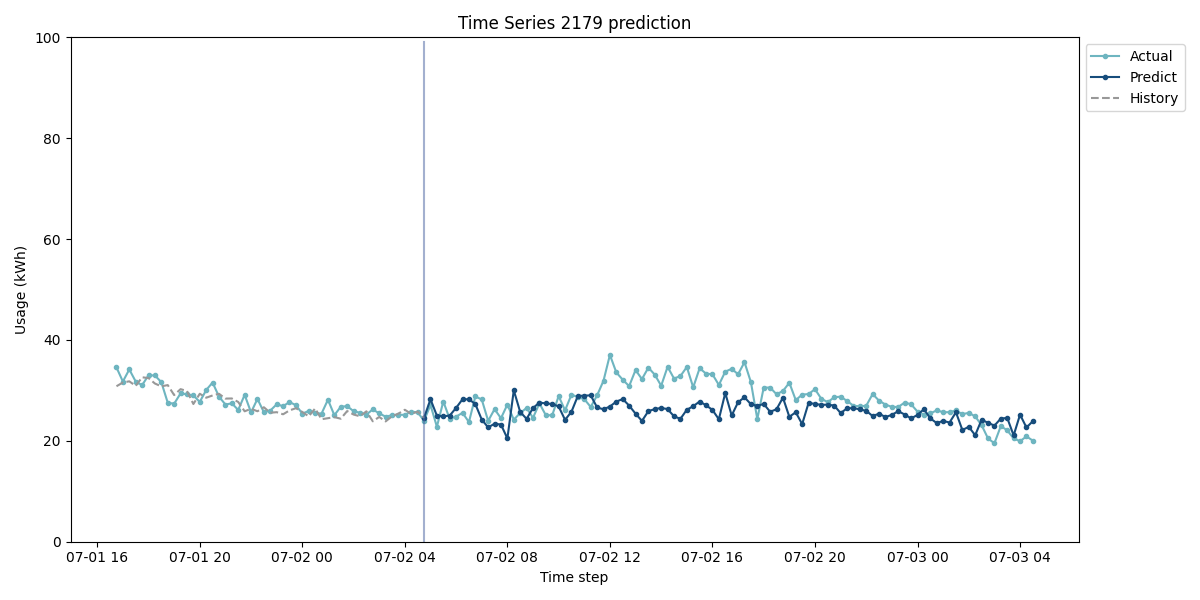 Time Series 2179 prediction
Usage (kWh)
100
80
60
40
20
0
07-01 16
07-01 20
07-02 00
07-02 04
07-02 08
07-02 12
07-02 16
07-02 20
07-03 00
07-03 04
Time step
Actual
Predict
History